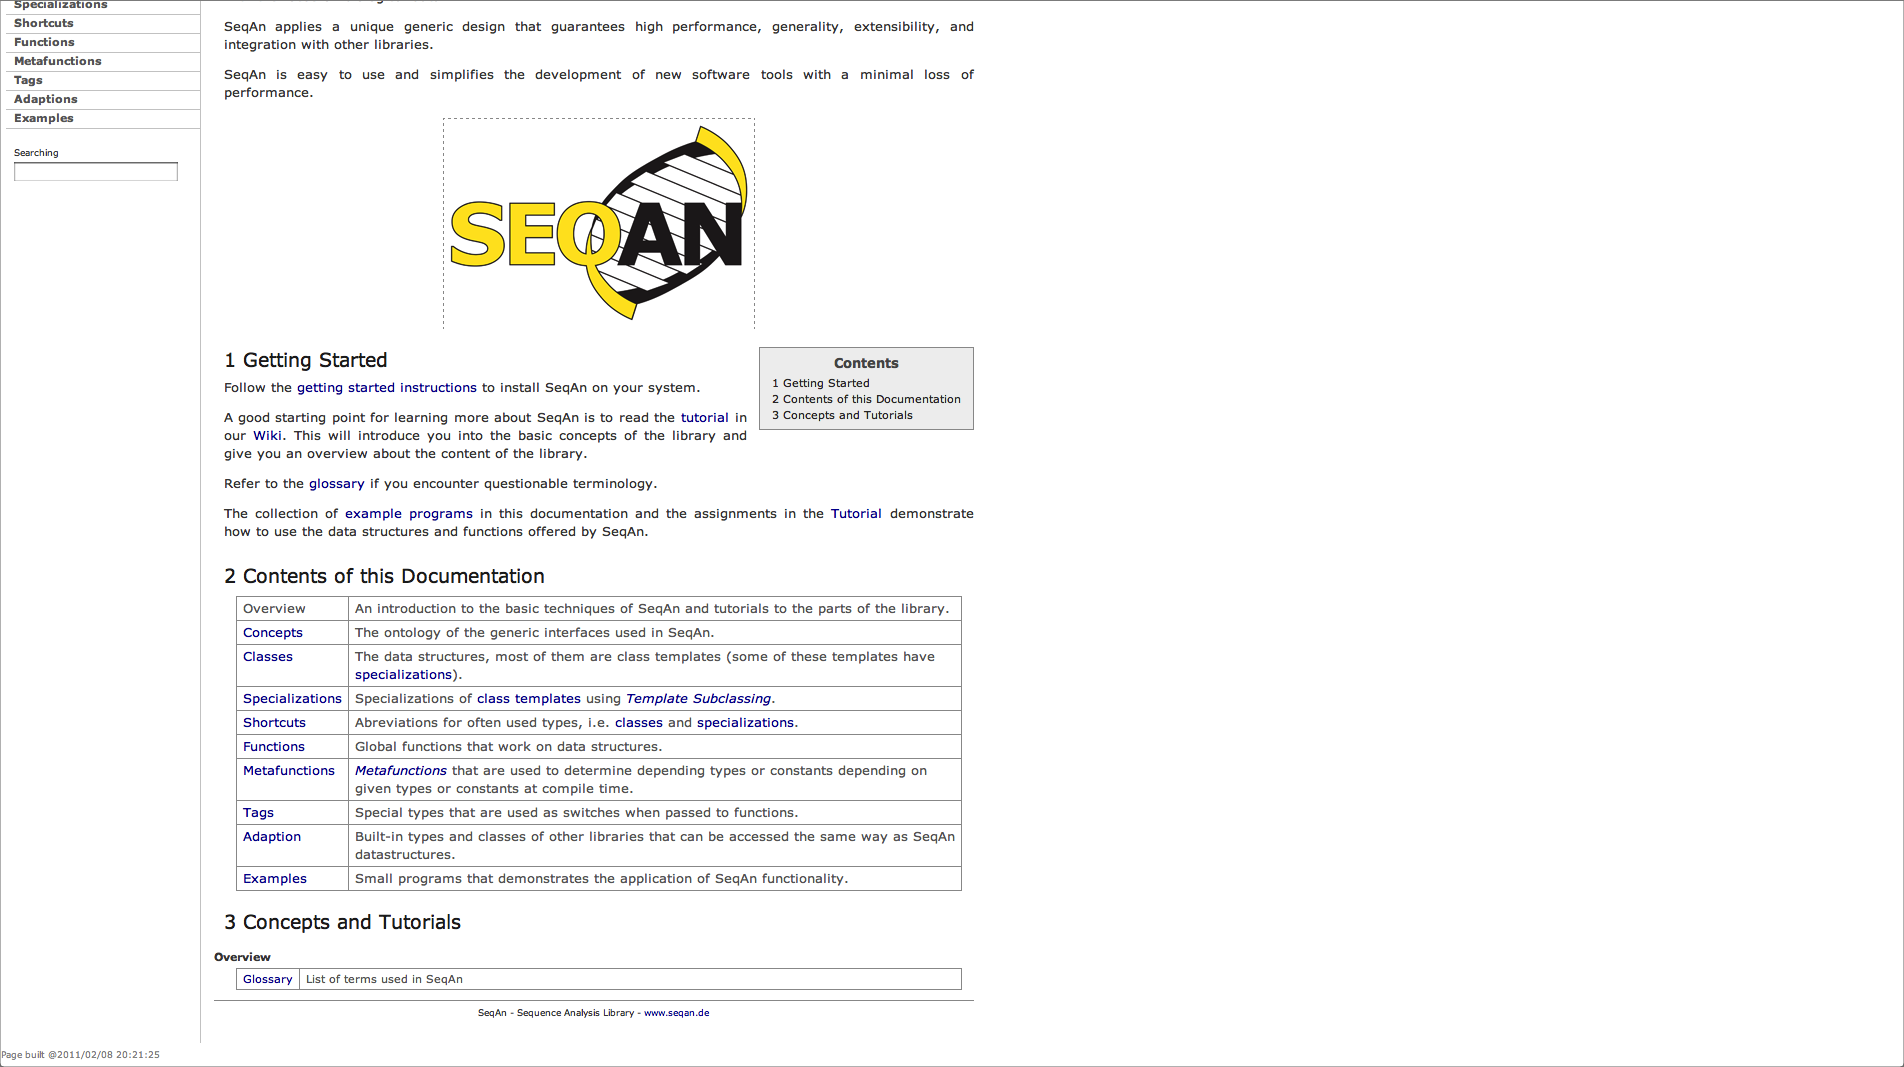 Specializations
Shortcuts
Functions
Metafunctions
Tags
Adaptions
Examples
Searching
SeqAn applies a unique generic design that guarantees high performance, generality, extensibility, and
integration with other libraries.
SeqAn is easy to use and simplifies the development of new software tools with a minimal loss of
performance.
SEQAN
1 Getting Started
Follow the getting started instructions to install SeqAn on your system.
A good starting point for learning more about SeqAn is to read the tutorial in
our Wiki. This will introduce you into the basic concepts of the library and
give you an overview about the content of the library.
Contents
1 Getting Started
2 Contents of this Documentation
3 Concepts and Tutorials
Refer to the glossary if you encounter questionable terminology.
The collection of example programs in this documentation and the assignments in the Tutorial demonstrate
how to use the data structures and functions offered by SeqAn.
2 Contents of this Documentation
Overview An introduction to the basic techniques of SeqAn and tutorials to the parts of the library.
Concepts The ontology of the generic interfaces used in SeqAn.
Classes The data structures, most of them are class templates (some of these templates have
specializations).
Specializations Specializations of class templates using Template Subclassing.
Shortcuts Abreviations for often used types, i.e. classes and specializations.
Functions Global functions that work on data structures.
Metafunctions Metafunctions that are used to determine depending types or constants depending on
given types or constants at compile time.
Tags Special types that are used as switches when passed to functions.
Adaption Built-in types and classes of other libraries that can be accessed the same way as SeqAn
datastructures.
Examples Small programs that demonstrates the application of SeqAn functionality.
3 Concepts and Tutorials
Overview
Glossary List of terms used in SeqAn
SeqAn - Sequence Analysis Library - www.seqan.de
Page built @2011/02/08 20:21:25